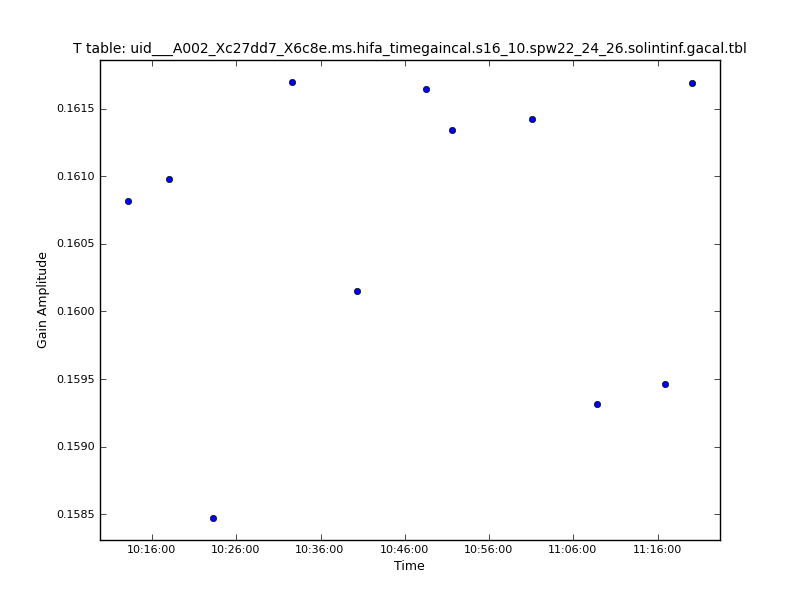 T table: uid___A002_Xc27dd7_X6c8e.ms.hifa_timegaincal.s16_10.spw22_24_26.solintinf.gacal.tbl
0.1615
0.1610
0.1605
0.1600
0.1595
0.1590
0.1585
Gain Amplitude
10:16:00 10:26:00 10:36:00 10:46:00 10:56:00 11:06:00 11:16:00
Time